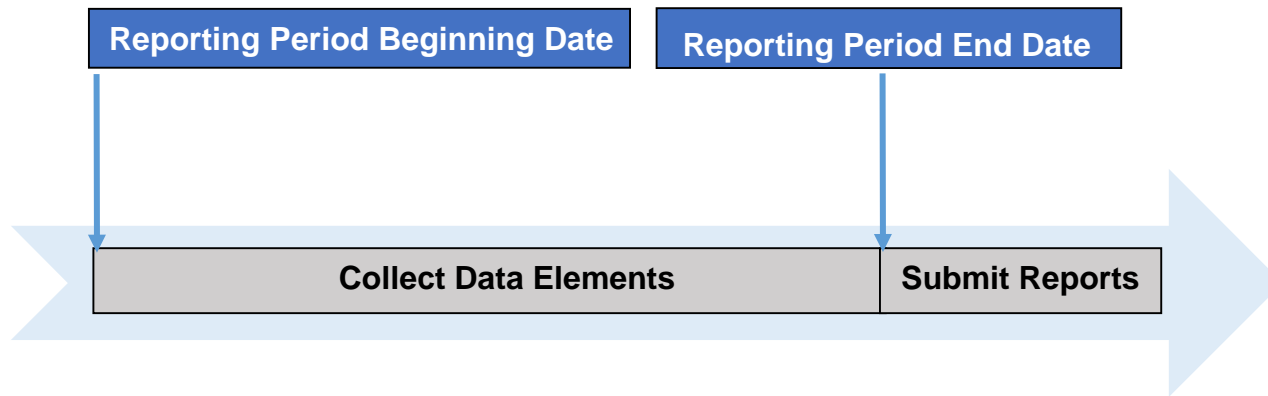 Reporting Period Beginning Date
Reporting Period End Date
Collect Data Elements
Submit Reports